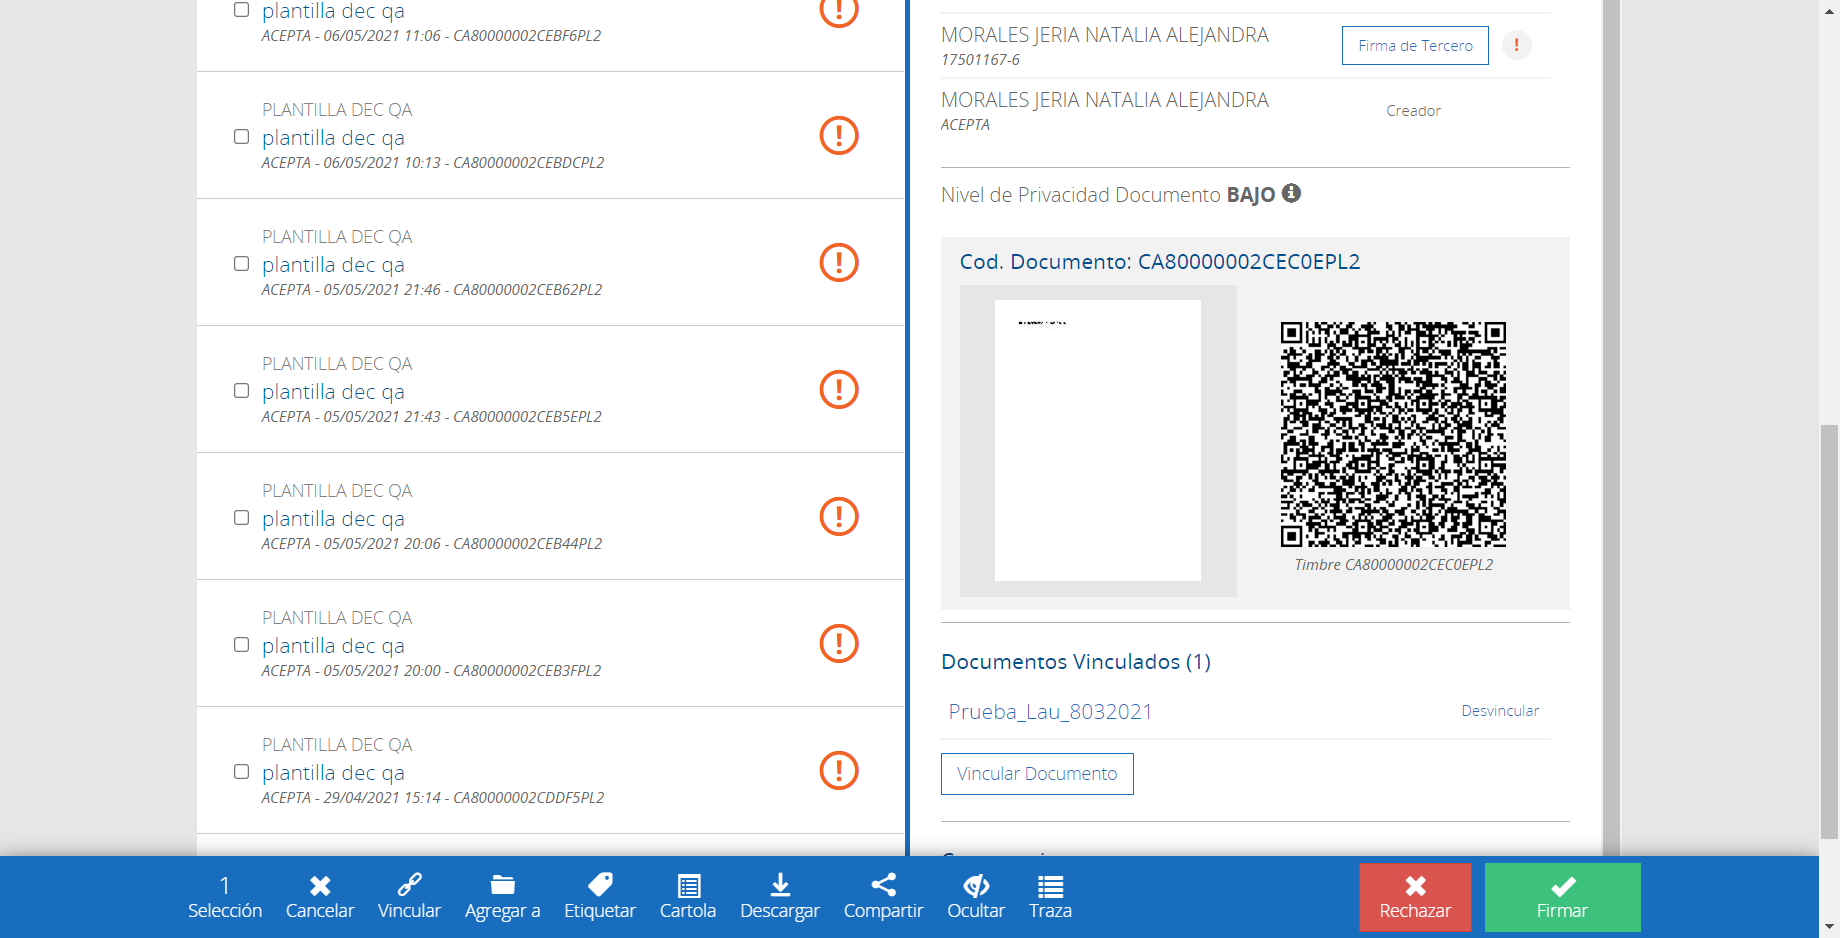 plantilla dec qa
ACEPTA - 06/05/2021 11:06 - CA80000002CEBF6PL2
PLANTILLA DEC QA
plantilla dec qa
ACEPTA - 06/05/2021 10:13 - CA80000002CEBDCPL2
PLANTILLA DEC QA
plantilla dec qa
ACEPTA - 05/05/2021 21:46 - CA80000002CEB62PL2
PLANTILLA DEC QA
plantilla dec qa
ACEPTA - 05/05/2021 21:43 - CA80000002CEB5EPL2
PLANTILLA DEC QA
plantilla dec qa
ACEPTA - 05/05/2021 20:06 - CA80000002CEB44PL2
PLANTILLA DEC QA
plantilla dec qa
ACEPTA - 05/05/2021 20:00 - CA80000002CEB3FPL2
PLANTILLA DEC QA
plantilla dec qa
ACEPTA - 29/04/2021 15:14 - CA80000002CDDF5PL2
MORALES JERIA NATALIA ALEJANDRA
17501167-6
Firma de Tercero
MORALES JERIA NATALIA ALEJANDRA
ACEPTA
Creador
Nivel de Privacidad Documento BAJO
Cod. Documento: CA80000002CEC0EPL2
Timbre CA80000002CEC0EPL2
Documentos Vinculados (1)
Prueba_Lau_8032021
Desvincular
Vincular Documento
1
Selección
Cancelar
Vincular
Agregar a
Etiquetar
Cartola
Descargar
Compartir
Ocultar
Traza
Rechazar
Firmar